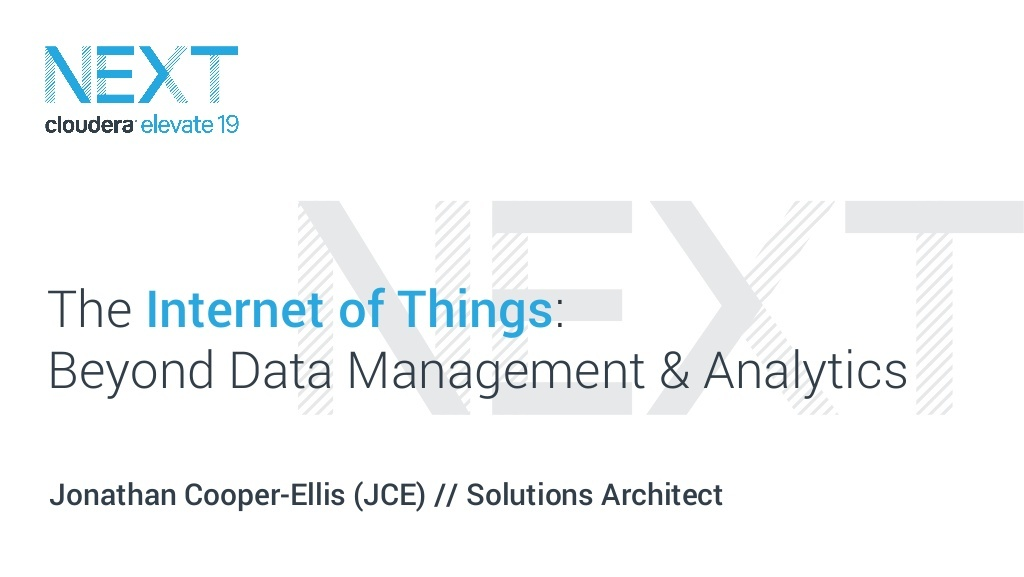 NEXT
cloudera elevate 19
NEXT
The Internet of Things:
Beyond Data Management & Analytics
Jonathan Cooper-Ellis (JCE) // Solutions Architect